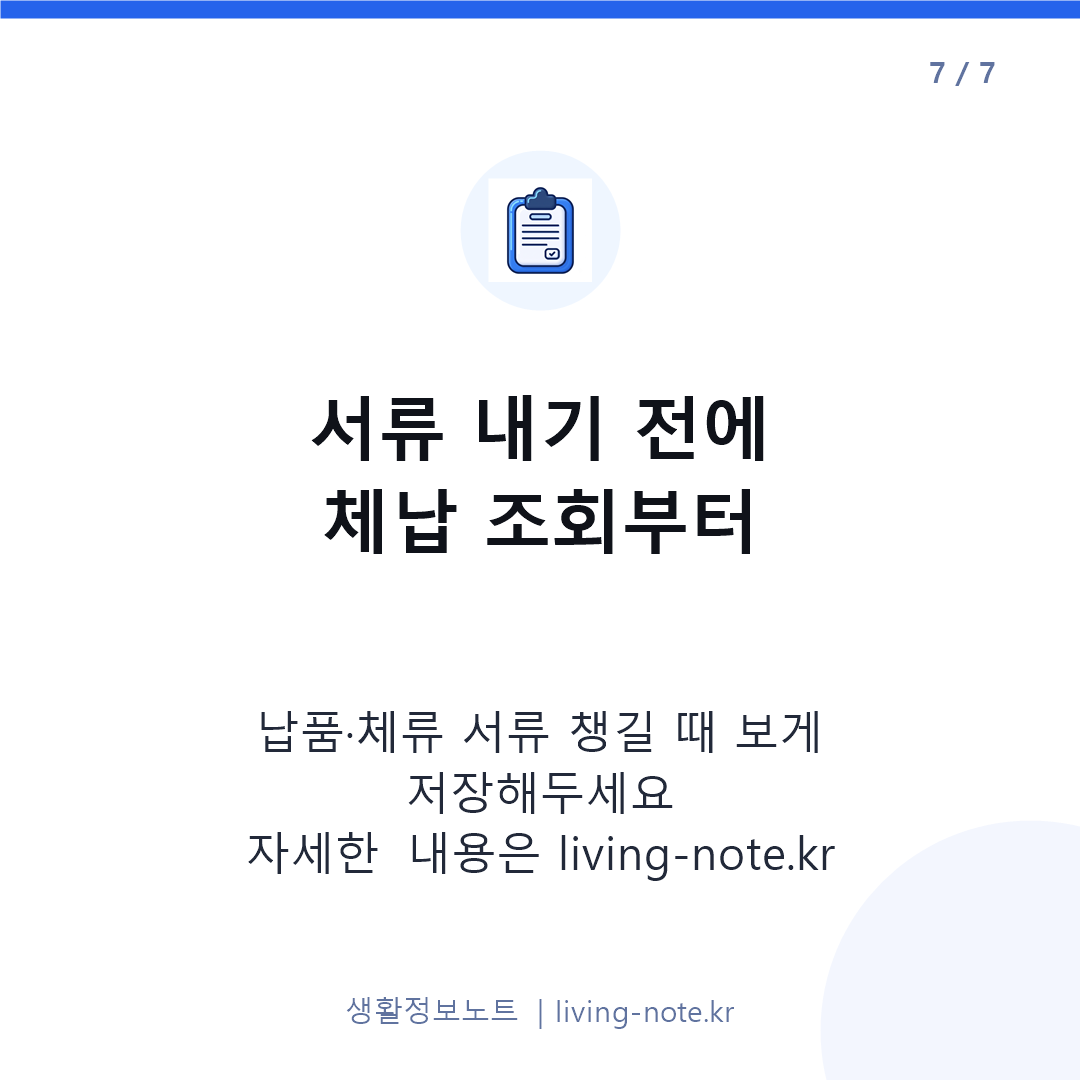 7 / 7
서류 내기 전에
체납 조회부터
납품·체류 서류 챙길 때 보게
저장해두세요
자세한 내용은 living-note.kr
생활정보노트 | living-note.kr